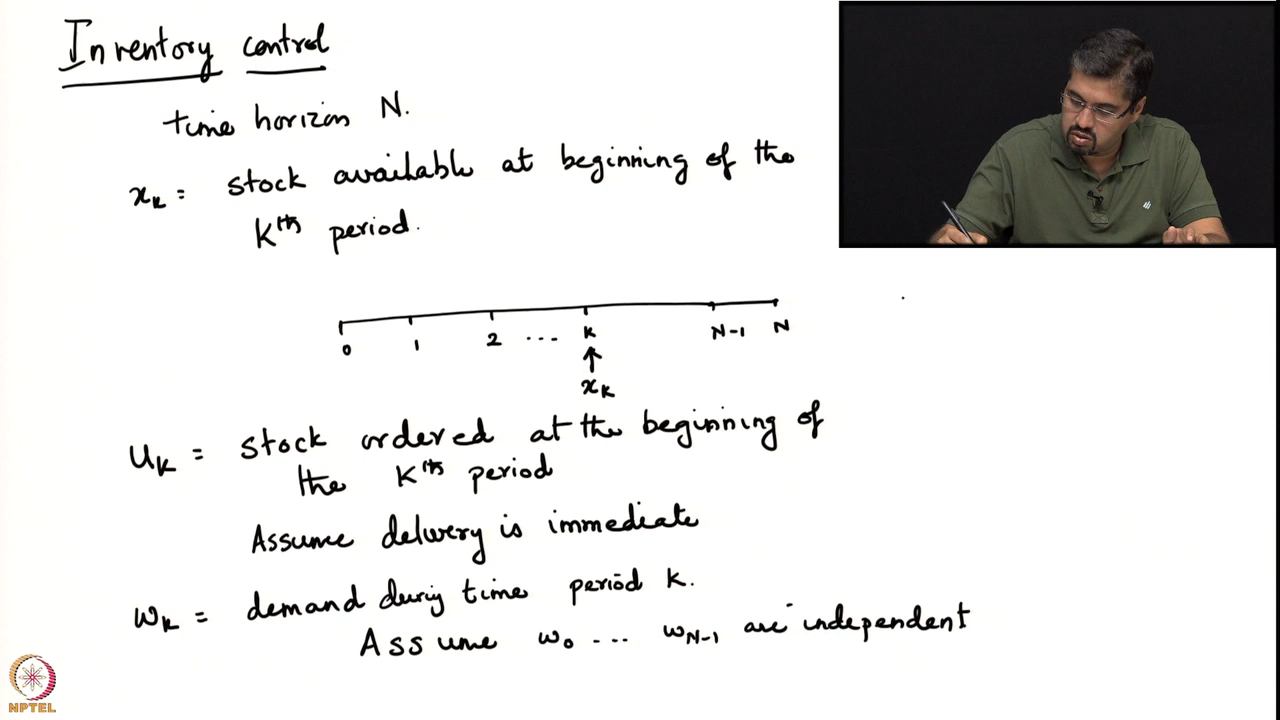 Inventory control
time horizon N.
xₖ = stock available at beginning of the
Kᵗʰ period.
0 1 2 ... K N-1 N
↑
xₖ
uₖ = stock ordered at the beginning of
the Kᵗʰ period
Assume delivery is immediate
wₖ = demand during time period k.
Assume w₀ ... w_N-1 are independent
NPTEL